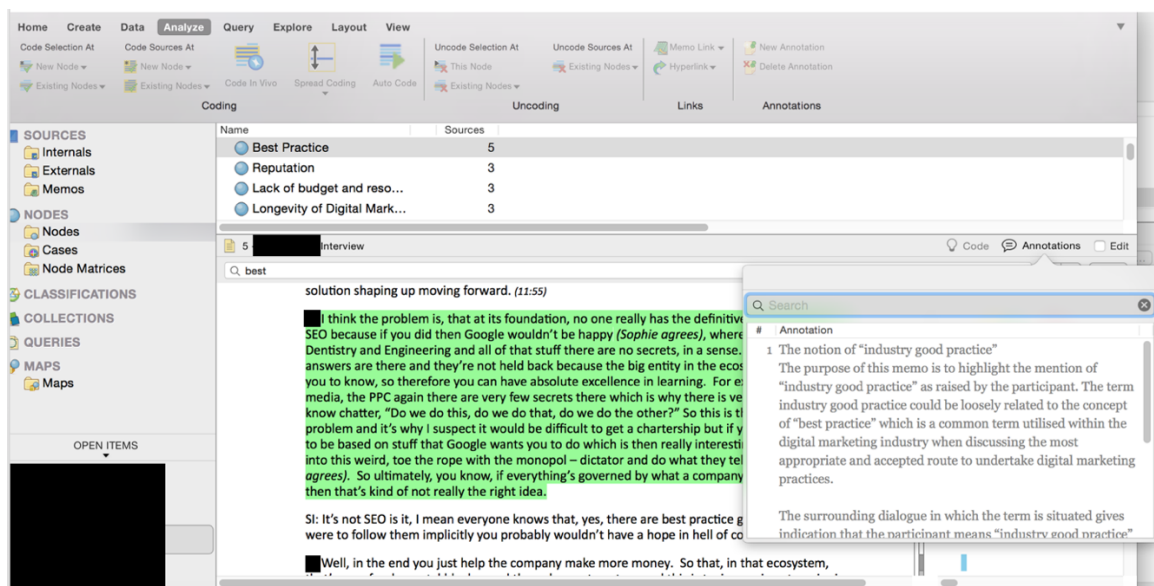 Home Create Data Analyze Query Explore Layout View
Code Selection At Code Sources At Uncode Selection At Uncode Sources At Memo Link New Annotation
New Node New Node Code In Vivo Spread Coding Auto Code This Node Existing Nodes Hyperlink Delete Annotation
Existing Nodes Existing Nodes Existing Nodes
Coding Uncoding Links Annotations
SOURCES
Internals
Externals
Memos
NODES
Nodes
Cases
Node Matrices
CLASSIFICATIONS
COLLECTIONS
QUERIES
MAPS
Maps
OPEN ITEMS
Name Sources
Best Practice 5
Reputation 3
Lack of budget and reso... 3
Longevity of Digital Mark... 3
5 Interview Code Annotations Edit
best
solution shaping up moving forward. (11:55)
I think the problem is, that at its foundation, no one really has the definitive
SEO because if you did then Google wouldn't be happy (Sophie agrees), where
Dentistry and Engineering and all of that stuff there are no secrets, in a sense.
answers are there and they're not held back because the big entity in the ecos
you to know, so therefore you can have absolute excellence in learning. For e
media, the PPC again there are very few secrets there which is why there is ve
know chatter, "Do we do this, do we do that, do we do the other?" So this is th
problem and it's why I suspect it would be difficult to get a chartership but if y
to be based on stuff that Google wants you to do which is then really interesti
into this weird, toe the rope with the monopol – dictator and do what they tel
agrees). So ultimately, you know, if everything's governed by what a company
then that's kind of not really the right idea.
SI: It's not SEO is it, I mean everyone knows that, yes, there are best practice g
were to follow them implicitly you probably wouldn't have a hope in hell of co
Well, in the end you just help the company make more money. So that, in that ecosystem,
Search
# Annotation
1 The notion of "industry good practice"
The purpose of this memo is to highlight the mention of
"industry good practice" as raised by the participant. The term
industry good practice could be loosely related to the concept
of "best practice" which is a common term utilised within the
digital marketing industry when discussing the most
appropriate and accepted route to undertake digital marketing
practices.
The surrounding dialogue in which the term is situated gives
indication that the participant means "industry good practice"